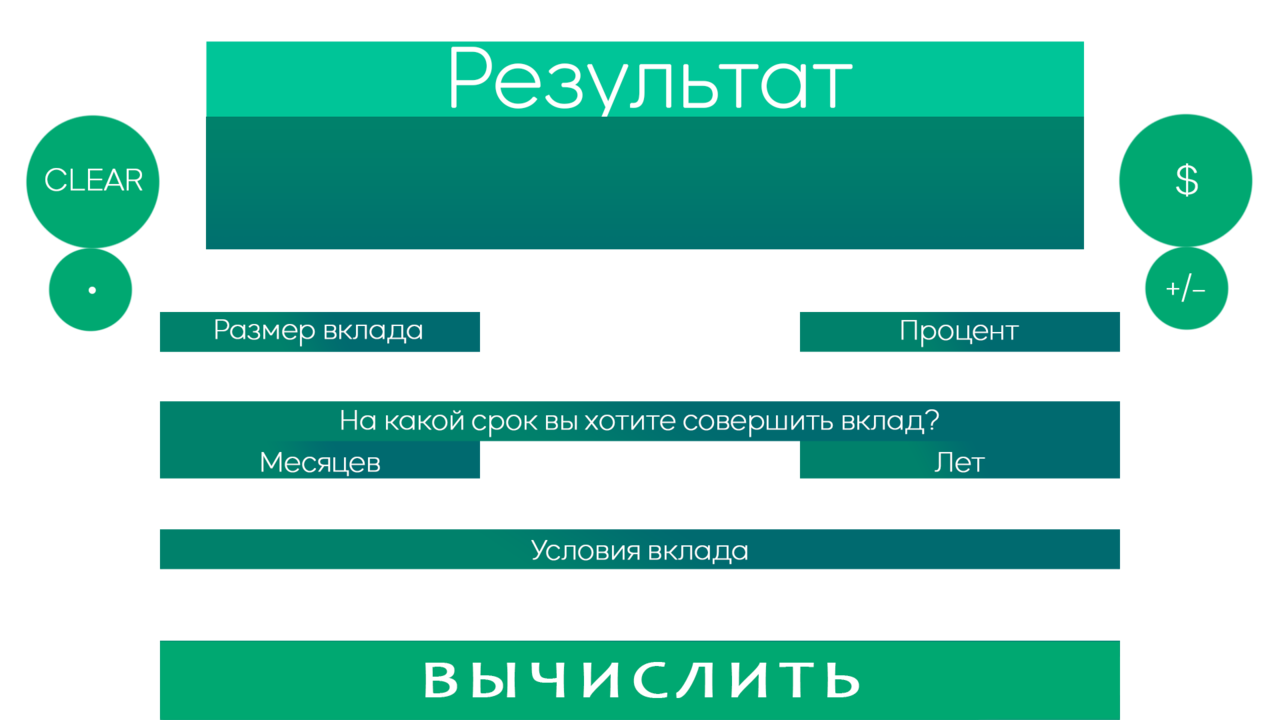 Результат
CLEAR
$
•
+/-
Размер вклада
Процент
На какой срок вы хотите совершить вклад?
Месяцев
Лет
Условия вклада
ВЫЧИСЛИТЬ